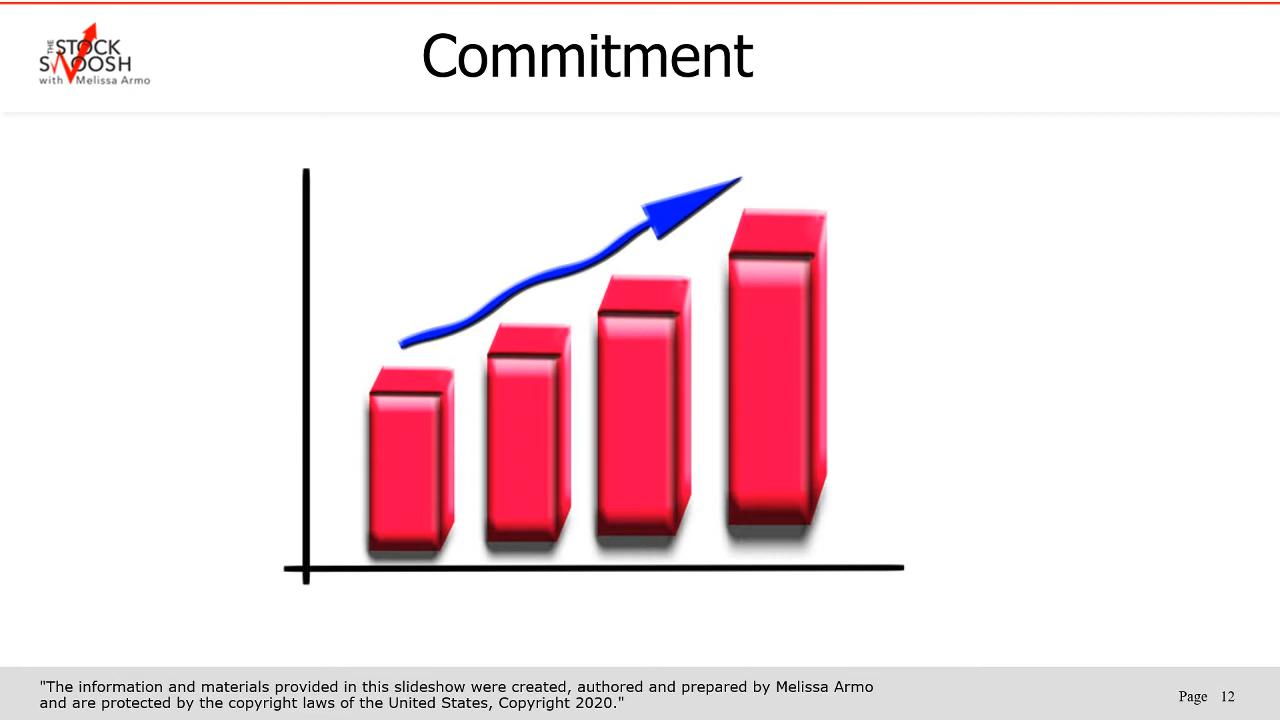 THE STOCK
SWOOSH
with Melissa Armo
Commitment
"The information and materials provided in this slideshow were created, authored and prepared by Melissa Armo
and are protected by the copyright laws of the United States, Copyright 2020."
Page 12